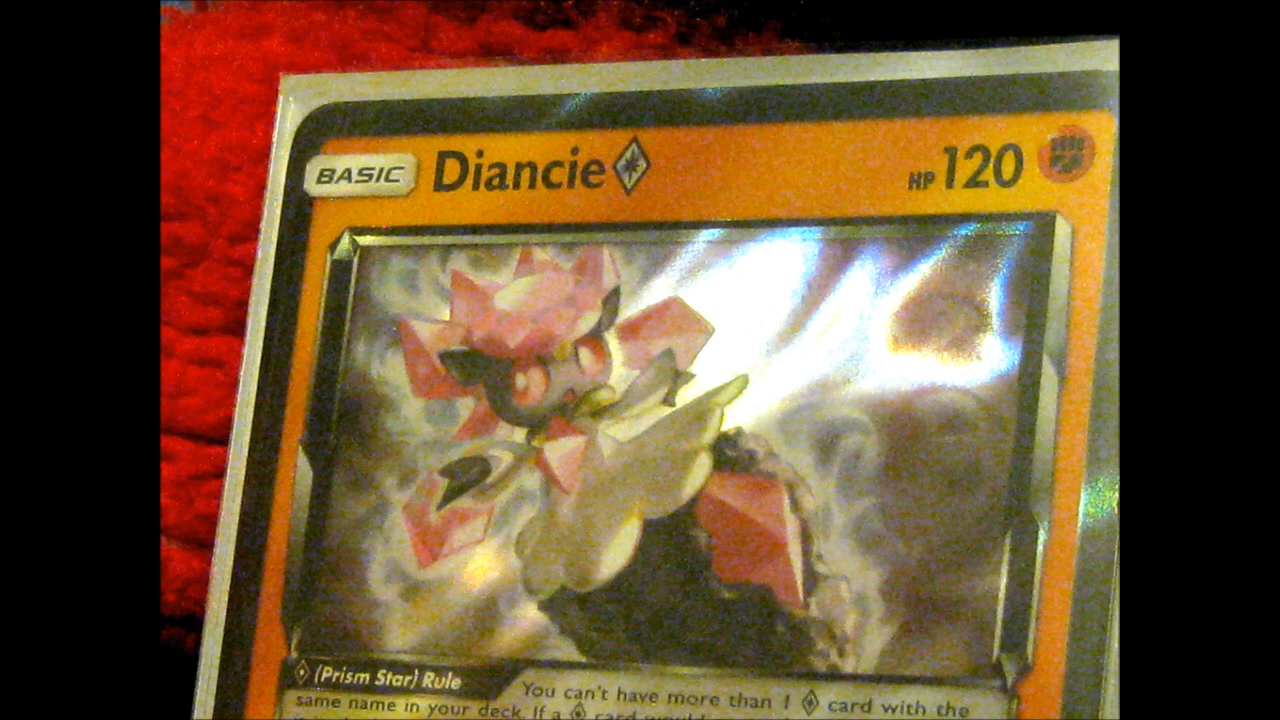 BASIC Diancie HP 120
(Prism Star) Rule
You can't have more than 1 card with the
same name in your deck. If a card would